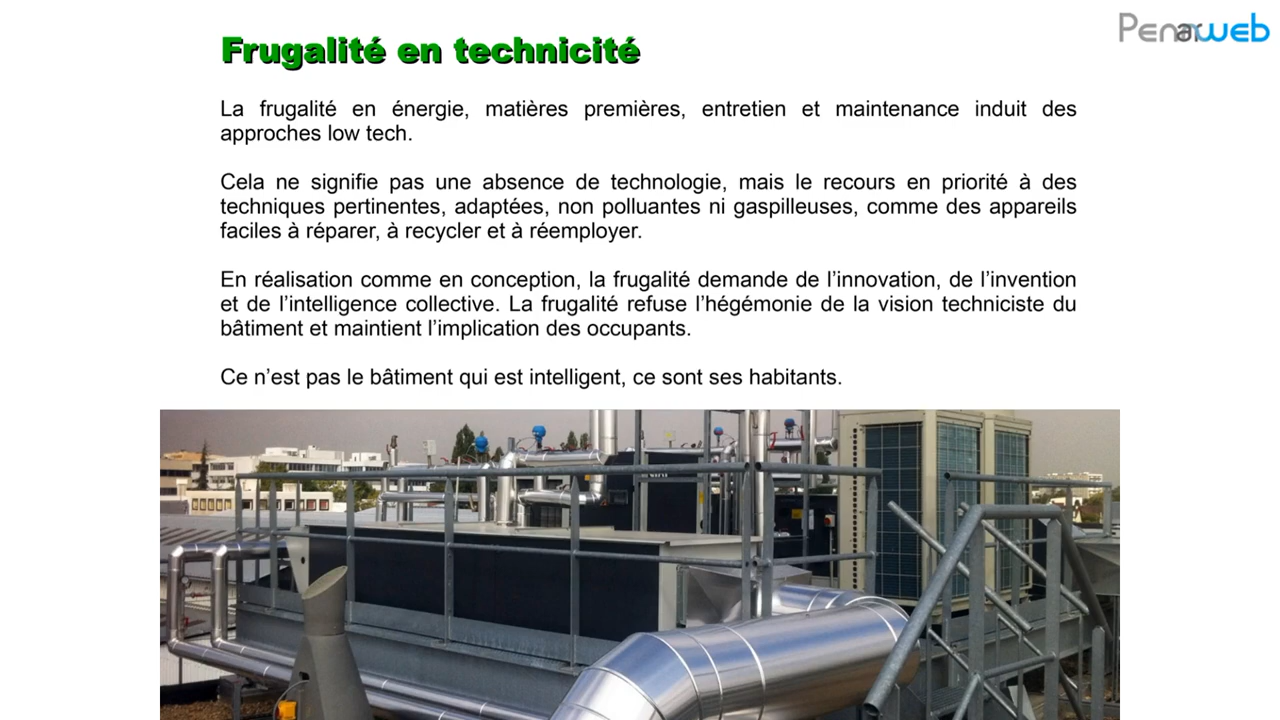 Penarweb
Frugalité en technicité
La frugalité en énergie, matières premières, entretien et maintenance induit des
approches low tech.
Cela ne signifie pas une absence de technologie, mais le recours en priorité à des
techniques pertinentes, adaptées, non polluantes ni gaspilleuses, comme des appareils
faciles à réparer, à recycler et à réemployer.
En réalisation comme en conception, la frugalité demande de l’innovation, de l’invention
et de l’intelligence collective. La frugalité refuse l’hégémonie de la vision techniciste du
bâtiment et maintient l’implication des occupants.
Ce n’est pas le bâtiment qui est intelligent, ce sont ses habitants.